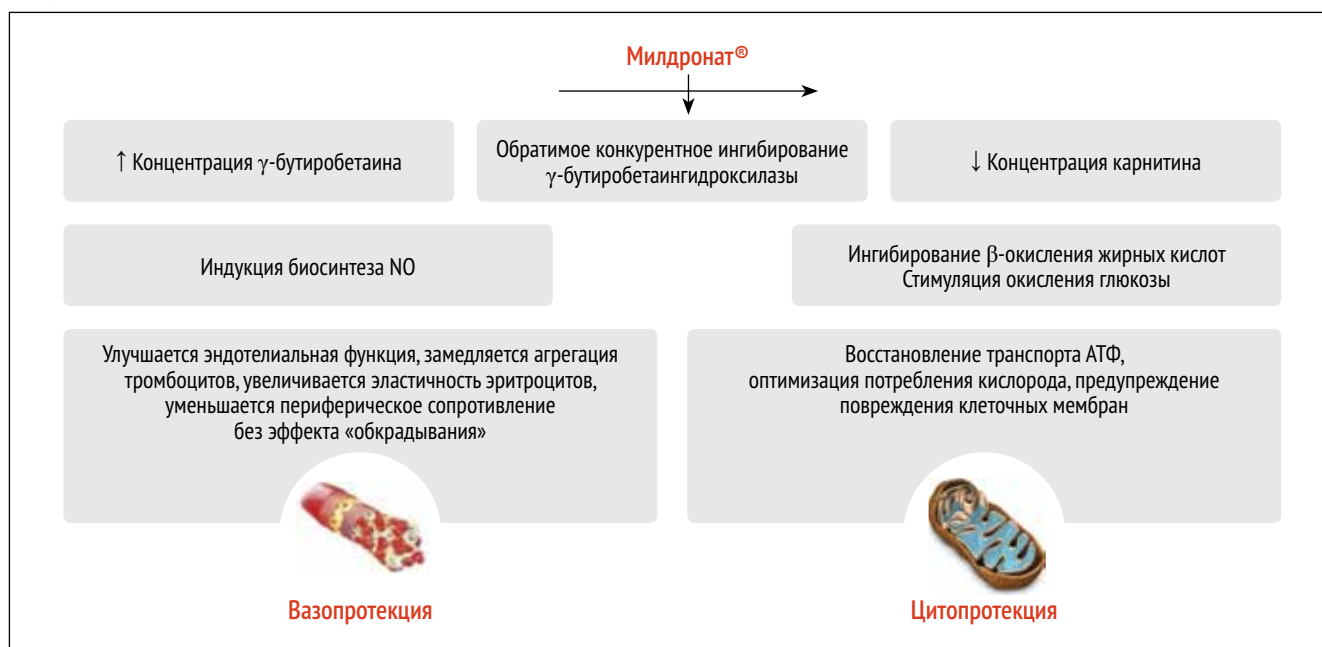 Милдронат®
↑ Концентрация γ-бутиробетаина
Обратимое конкурентное ингибирование
γ-бутиробетаингидроксилазы
↓ Концентрация карнитина
Индукция биосинтеза NO
Ингибирование β-окисления жирных кислот
Стимуляция окисления глюкозы
Улучшается эндотелиальная функция, замедляется агрегация
тромбоцитов, увеличивается эластичность эритроцитов,
уменьшается периферическое сопротивление
без эффекта «обкрадывания»
Восстановление транспорта АТФ,
оптимизация потребления кислорода, предупреждение
повреждения клеточных мембран
Вазопротекция
Цитопротекция